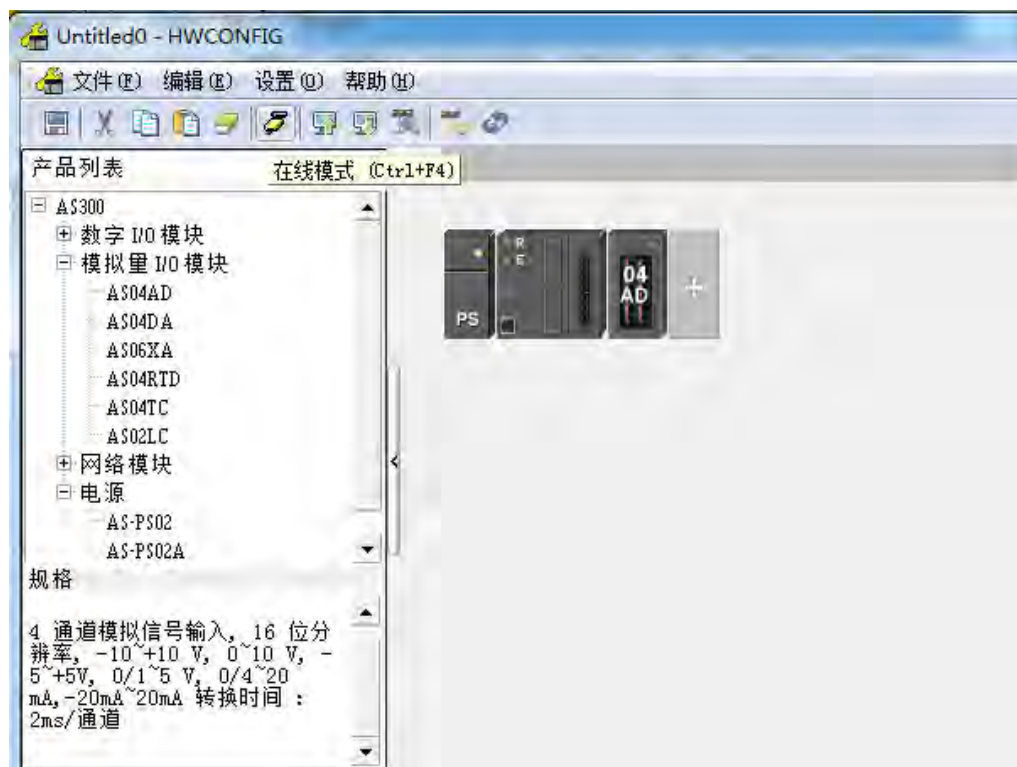 Untitled0 - HWCONFIG
文件(F) 编辑(E) 设置(O) 帮助(H)
产品列表
在线模式 (Ctrl+F4)
AS300
数字 I/O 模块
模拟量 I/O 模块
AS04AD
AS04DA
AS06XA
AS04RTD
AS04TC
AS02LC
网络模块
电源
AS-PS02
AS-PS02A
PS
R
E
04
AD
+
规格
4 通道模拟信号输入, 16 位分
辨率, -10~+10 V, 0~10 V, -
5~+5V, 0/1~5 V, 0/4~20
mA,-20mA~20mA 转换时间 :
2ms/通道